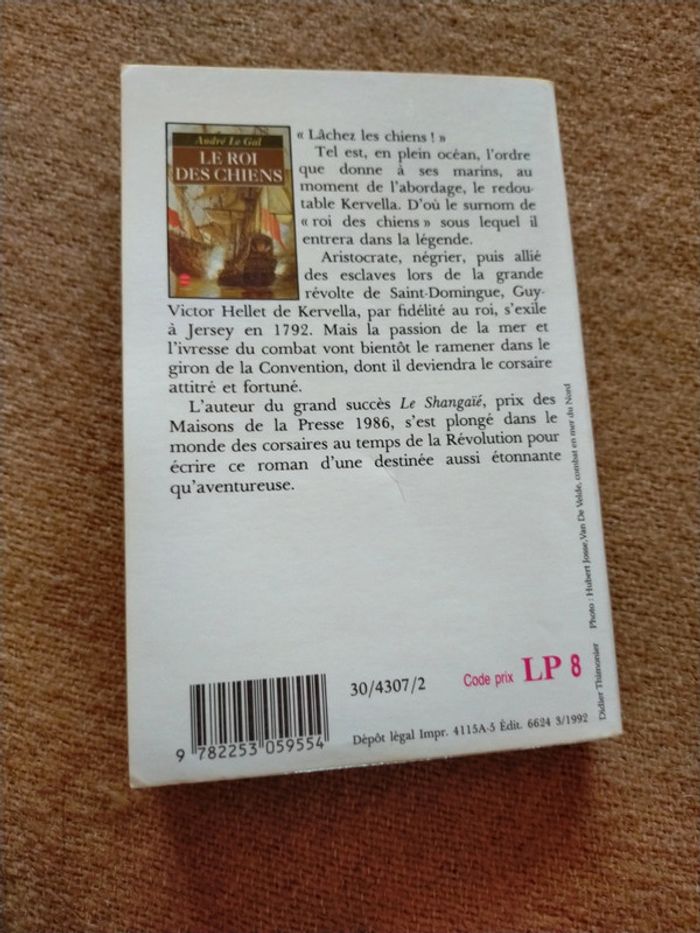 André Le Gal
LE ROI
DES CHIENS
« Lâchez les chiens ! »
Tel est, en plein océan, l'ordre
que donne à ses marins, au
moment de l'abordage, le redou-
table Kervella. D'où le surnom de
« roi des chiens » sous lequel il
entrera dans la légende.
Aristocrate, négrier, puis allié
des esclaves lors de la grande
révolte de Saint-Domingue, Guy-
Victor Hellet de Kervella, par fidélité au roi, s'exile
à Jersey en 1792. Mais la passion de la mer et
l'ivresse du combat vont bientôt le ramener dans le
giron de la Convention, dont il deviendra le corsaire
attitré et fortuné.
L'auteur du grand succès Le Shangaïé, prix des
Maisons de la Presse 1986, s'est plongé dans le
monde des corsaires au temps de la Révolution pour
écrire ce roman d'une destinée aussi étonnante
qu'aventureuse.
Didier Thimonier Photo : Hubert Josse, Van De Velde, combat en mer du Nord
30/4307/2
Code prix LP 8
9 782253 059554
Dépôt légal Impr. 4115A-5 Édit. 6624 3/1992